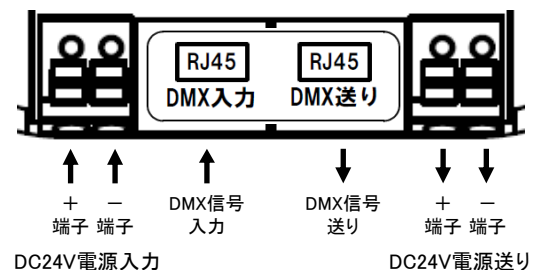 RJ45 RJ45
DMX入力 DMX送り
+ − DMX信号 DMX信号 + −
端子 端子 入力 送り 端子 端子
DC24V電源入力 DC24V電源送り